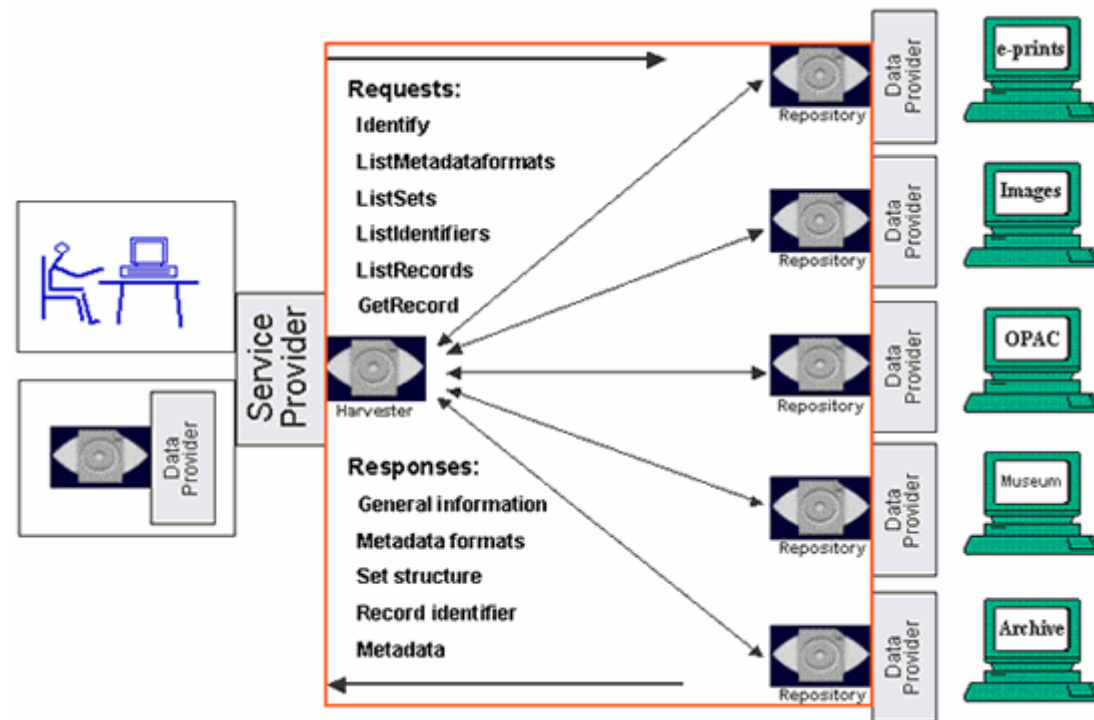 Requests:
Identify
ListMetadataformats
ListSets
ListIdentifiers
ListRecords
GetRecord
Service
Provider
Harvester
Data
Provider
Responses:
General information
Metadata formats
Set structure
Record identifier
Metadata
Repository
Data
Provider
e-prints
Repository
Data
Provider
Images
Repository
Data
Provider
OPAC
Repository
Data
Provider
Museum
Repository
Data
Provider
Archive